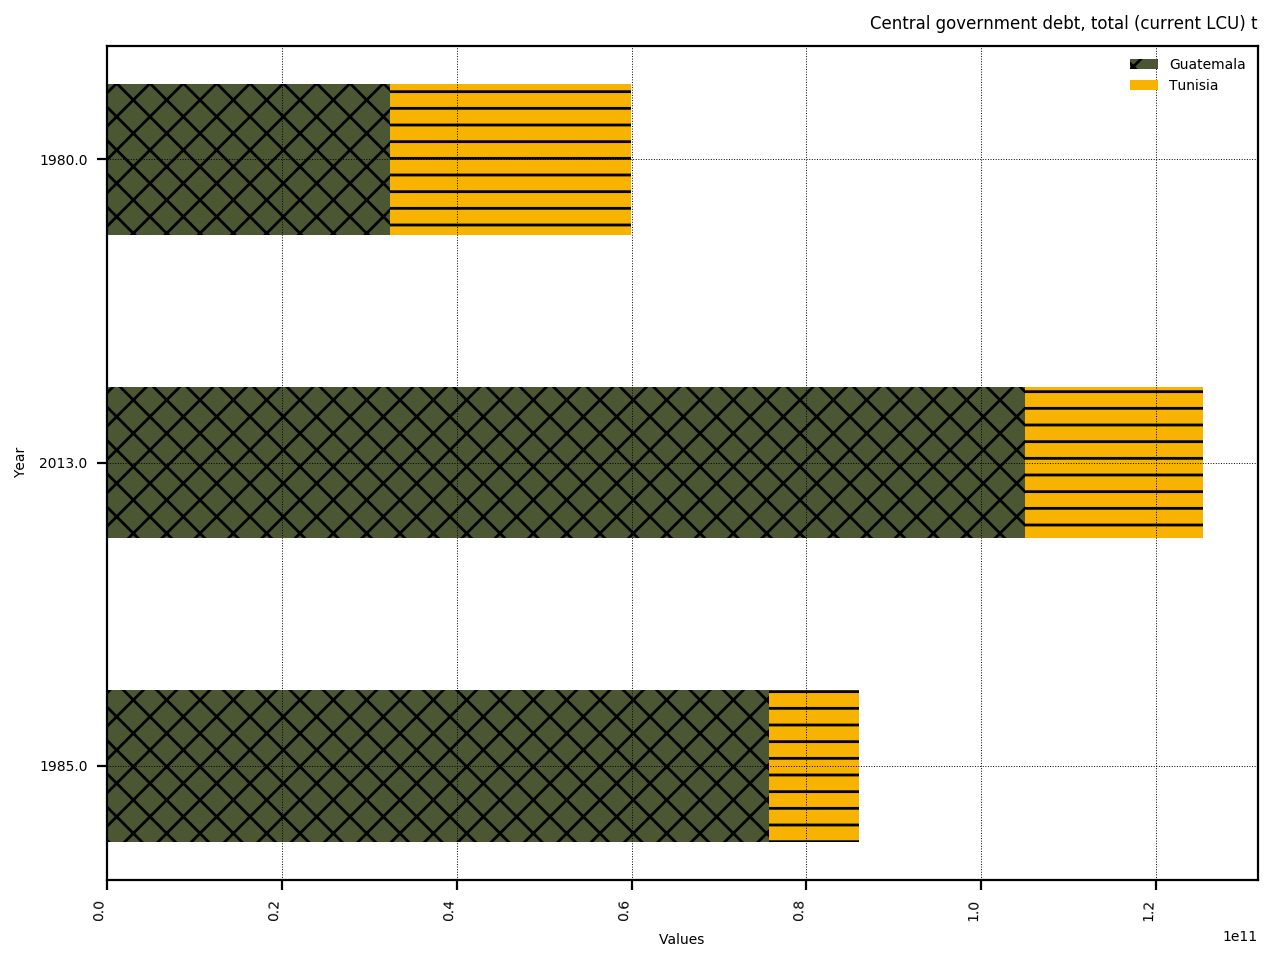 Central government debt, total (current LCU) t
Guatemala
Tunisia
1980.0
2013.0
1985.0
Year
0.0
0.2
0.4
0.6
0.8
1.0
1.2
1e11
Values